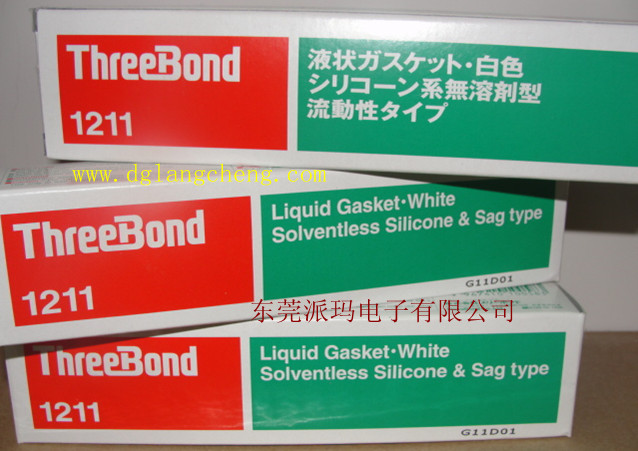 ThreeBond
1211
液状ガスケット・白色
シリコーン系無溶剤型
流動性タイプ
www.dglangcheng.com
ThreeBond
1211
Liquid Gasket·White
Solventless Silicone & Sag type
G11D01
东莞派玛电子有限公司
ThreeBond
1211
Liquid Gasket·White
Solventless Silicone & Sag type
G11D01